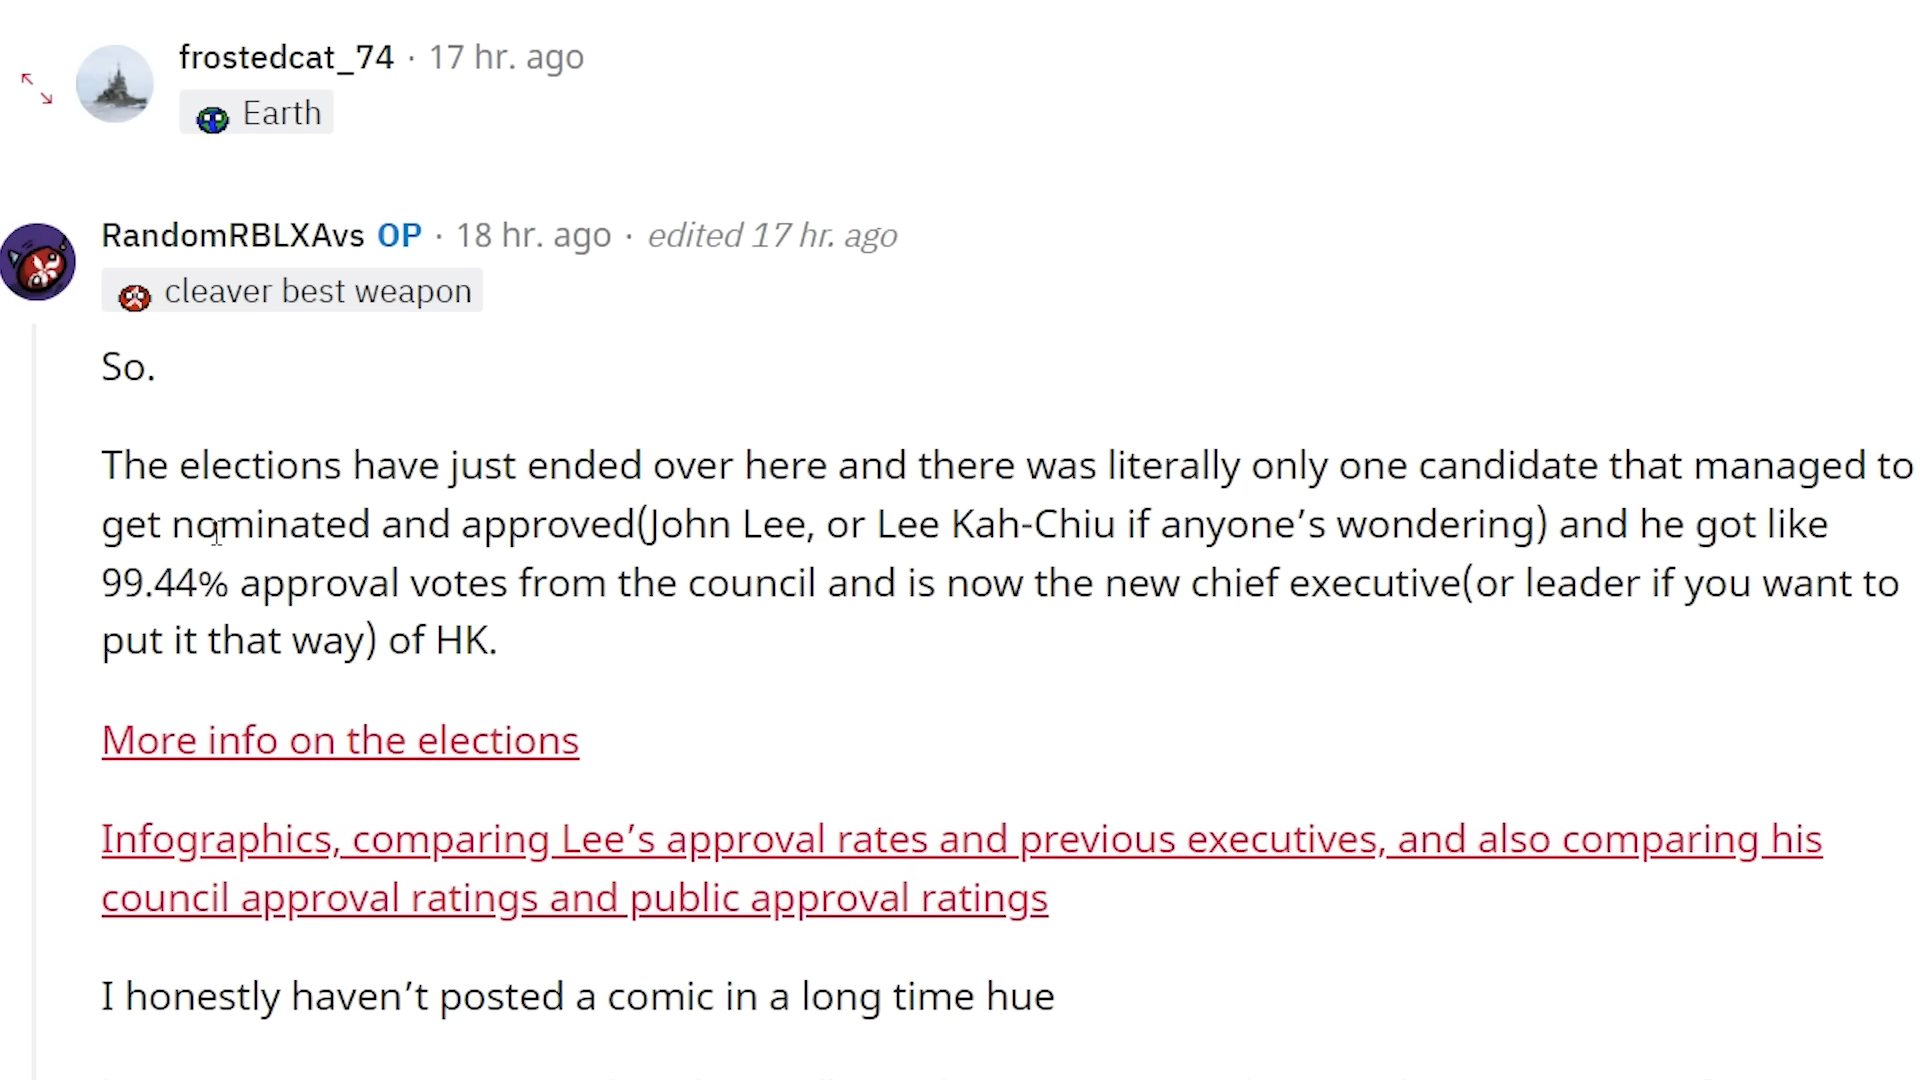 frostedcat_74 · 17 hr. ago
Earth
RandomRBLXAvs OP · 18 hr. ago · edited 17 hr. ago
cleaver best weapon
So.
The elections have just ended over here and there was literally only one candidate that managed to
get nominated and approved(John Lee, or Lee Kah-Chiu if anyone’s wondering) and he got like
99.44% approval votes from the council and is now the new chief executive(or leader if you want to
put it that way) of HK.
More info on the elections
Infographics, comparing Lee’s approval rates and previous executives, and also comparing his
council approval ratings and public approval ratings
I honestly haven’t posted a comic in a long time hue